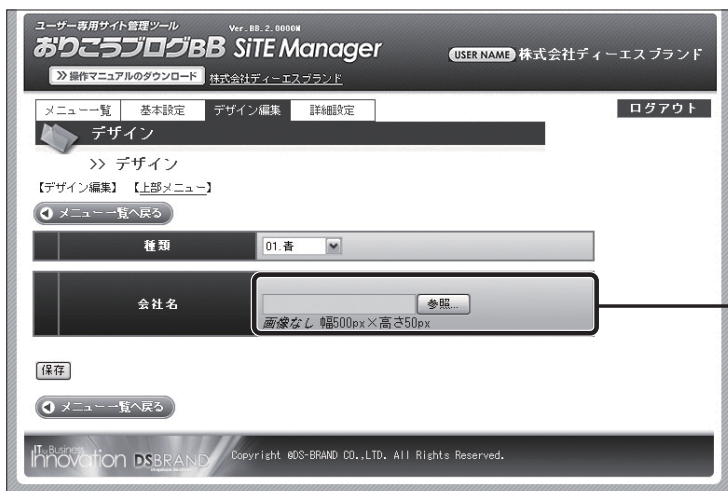 ユーザー専用サイト管理ツール Ver.BB.2.0000N
おりこうブログBB SiTE Manager
USER NAME 株式会社ディーエスブランド
≫操作マニュアルのダウンロード 株式会社ディーエスブランド
メニュー一覧 基本設定 デザイン編集 詳細設定 ログアウト
デザイン
>> デザイン
【デザイン編集】 【上部メニュー】
メニュー一覧へ戻る
種類 01.青
会社名 参照...
画像なし 幅500px×高さ50px
保存
メニュー一覧へ戻る
IT&Business
Innovation DSBRAND Copyright @DS-BRAND CO.,LTD. All Rights Reserved.